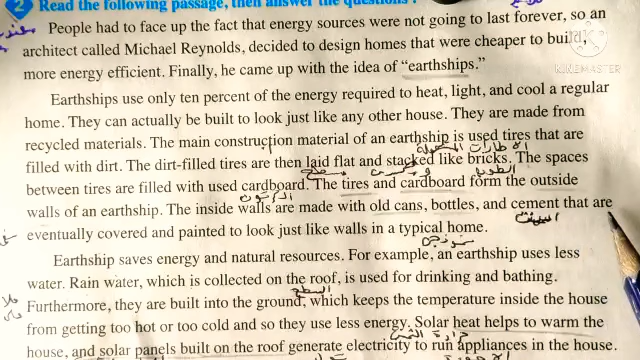 2 Read the following passage, then answer the questions :
People had to face up the fact that energy sources were not going to last forever, so an
architect called Michael Reynolds, decided to design homes that were cheaper to build,
more energy efficient. Finally, he came up with the idea of "earthships."
KINEMASTER
Earthships use only ten percent of the energy required to heat, light, and cool a regular
home. They can actually be built to look just like any other house. They are made from
recycled materials. The main construction material of an earthship is used tires that are
filled with dirt. The dirt-filled tires are then laid flat and stacked like bricks. The spaces
between tires are filled with used cardboard. The tires and cardboard form the outside
walls of an earthship. The inside walls are made with old cans, bottles, and cement that are
eventually covered and painted to look just like walls in a typical home.
Earthship saves energy and natural resources. For example, an earthship uses less
water. Rain water, which is collected on the roof, is used for drinking and bathing.
السطح
Furthermore, they are built into the ground, which keeps the temperature inside the house
from getting too hot or too cold and so they use less energy. Solar heat helps to warm the
house, and solar panels built on the roof generate electricity to run appliances in the house.